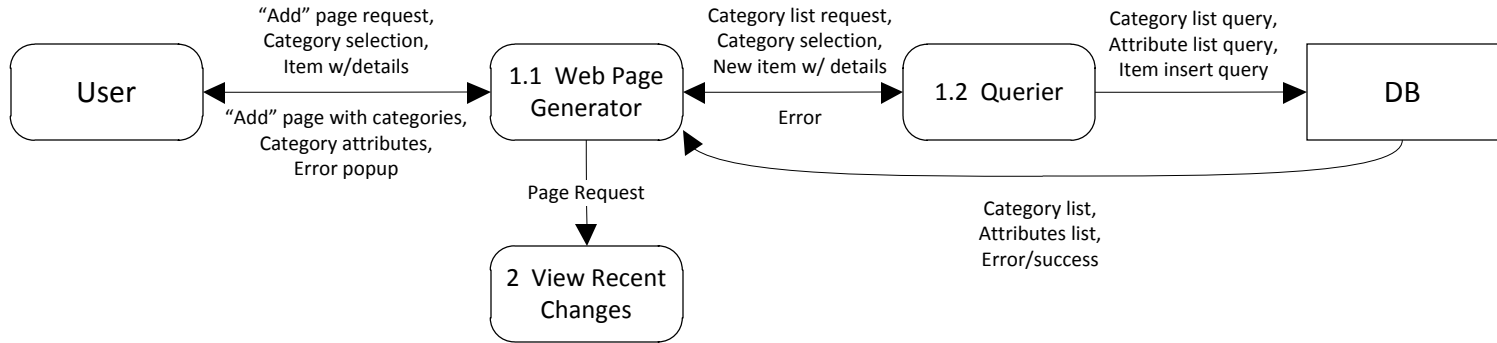 “Add” page request,
Category selection,
Item w/details
Category list request,
Category selection,
New item w/ details
Category list query,
Attribute list query,
Item insert query
User
1.1  Web Page
Generator
1.2  Querier
DB
“Add” page with categories,
Category attributes,
Error popup
Error
Page Request
Category list,
Attributes list,
Error/success
2  View Recent
Changes